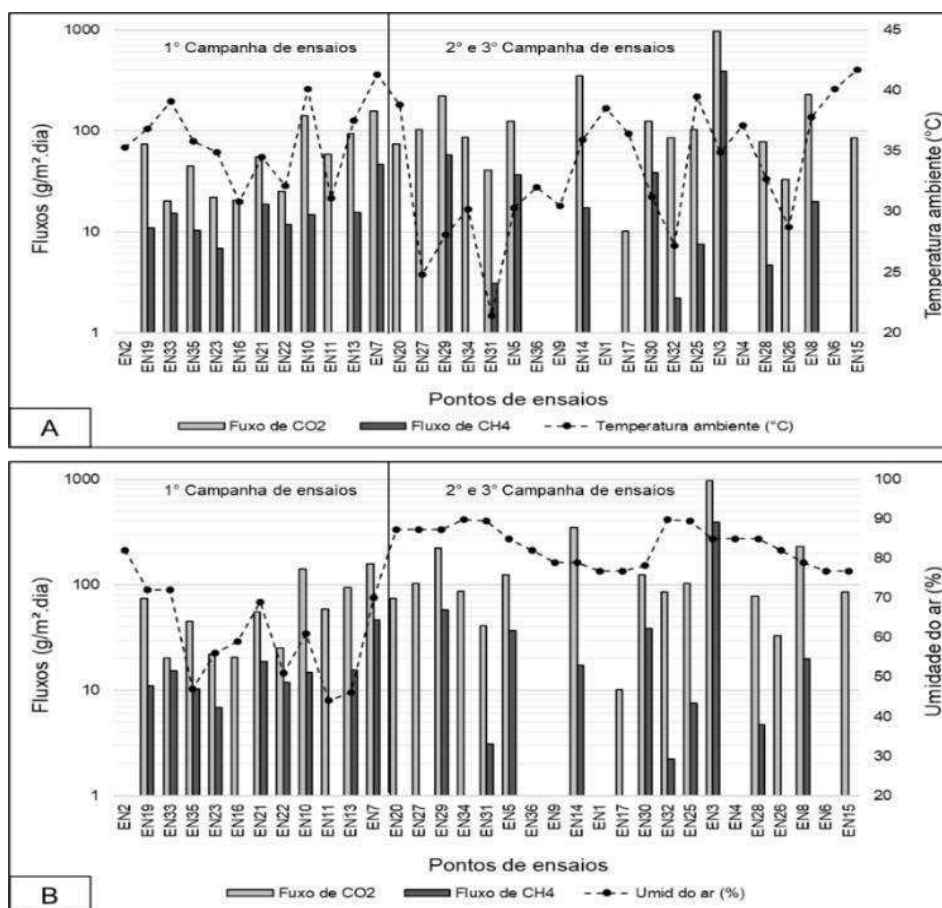 1° Campanha de ensaios
2° e 3° Campanha de ensaios
Fluxos (g/m².dia)
1000
100
10
1
Temperatura ambiente (°C)
45
40
35
30
25
20
EN2 EN19 EN33 EN35 EN23 EN16 EN21 EN22 EN10 EN11 EN13 EN7 EN20 EN27 EN29 EN34 EN31 EN5 EN36 EN9 EN14 EN1 EN17 EN30 EN32 EN25 EN3 EN4 EN28 EN26 EN8 EN6 EN15
Pontos de ensaios
A
Fuxo de CO2
Fluxo de CH4
Temperatura ambiente (°C)
1° Campanha de ensaios
2° e 3° Campanha de ensaios
Fluxos (g/m².dia)
1000
100
10
1
Umidade do ar (%)
100
90
80
70
60
50
40
30
20
EN2 EN19 EN33 EN35 EN23 EN16 EN21 EN22 EN10 EN11 EN13 EN7 EN20 EN27 EN29 EN34 EN31 EN5 EN36 EN9 EN14 EN1 EN17 EN30 EN32 EN25 EN3 EN4 EN28 EN26 EN8 EN6 EN15
Pontos de ensaios
B
Fuxo de CO2
Fluxo de CH4
Umid do ar (%)